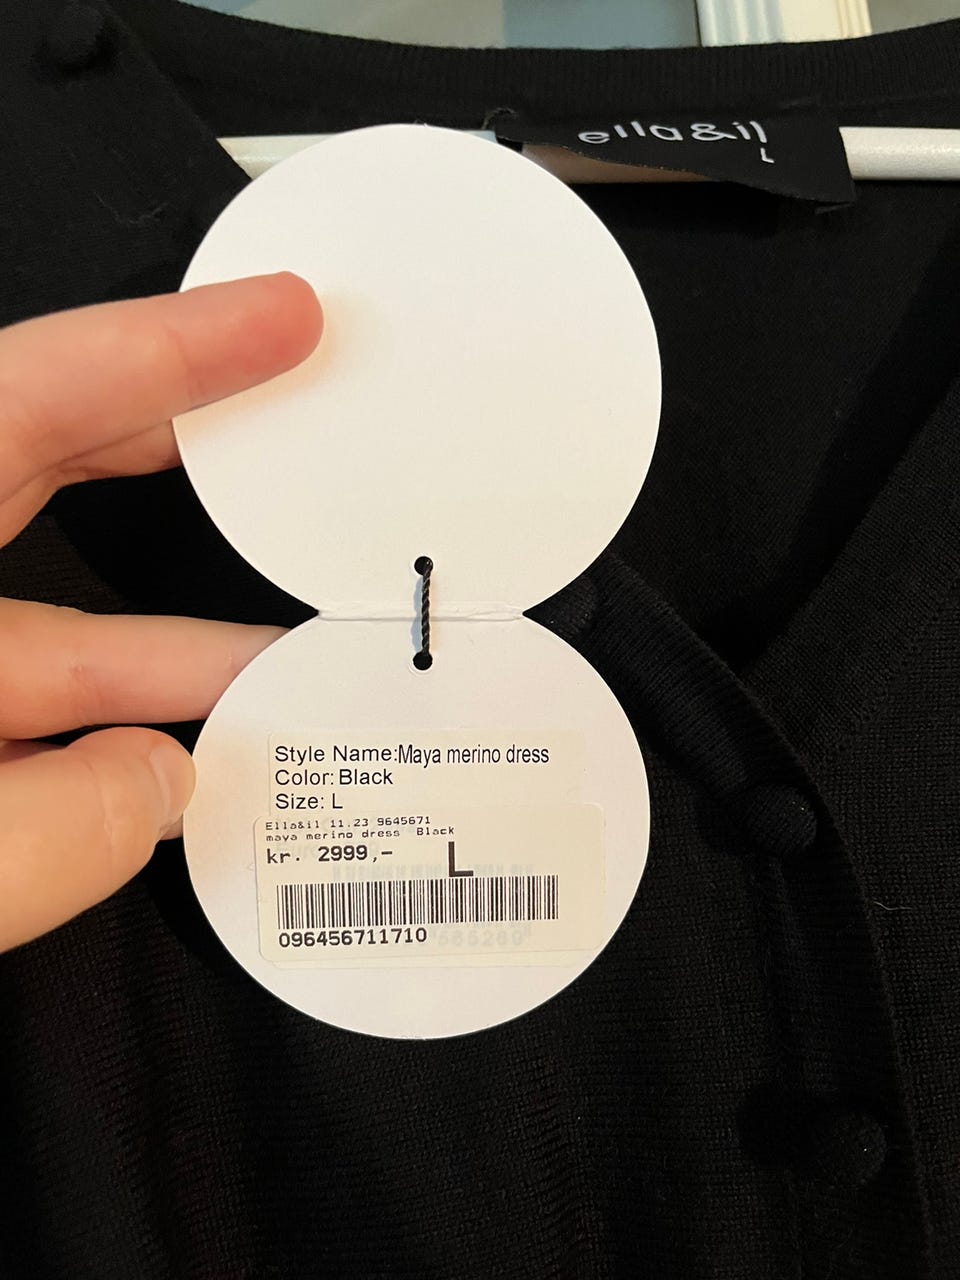 ella&il
L
Style Name:Maya merino dress
Color: Black
Size: L
Ella&il 11.23 9645671
maya merino dress Black
kr. 2999,- L
096456711710